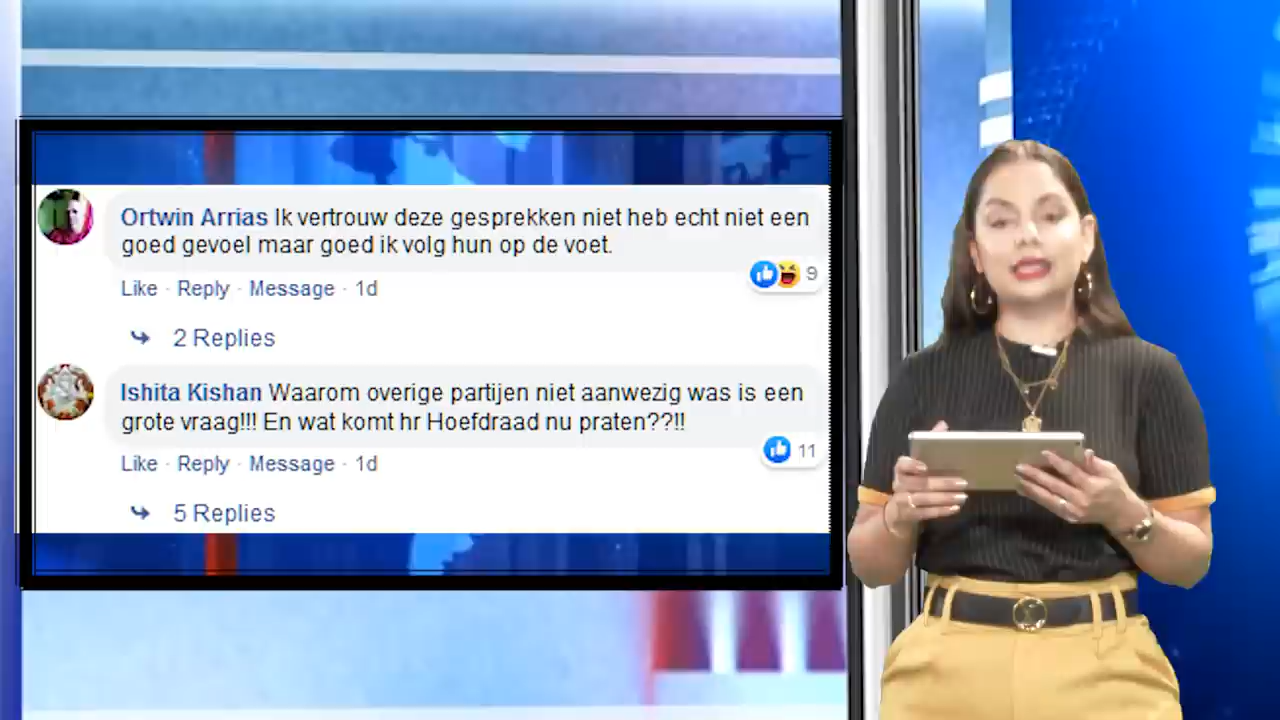 Ortwin Arrias Ik vertrouw deze gesprekken niet heb echt niet een
goed gevoel maar goed ik volg hun op de voet.
9
Like · Reply · Message · 1d
2 Replies
Ishita Kishan Waarom overige partijen niet aanwezig was is een
grote vraag!!! En wat komt hr Hoefdraad nu praten??!!
11
Like · Reply · Message · 1d
5 Replies